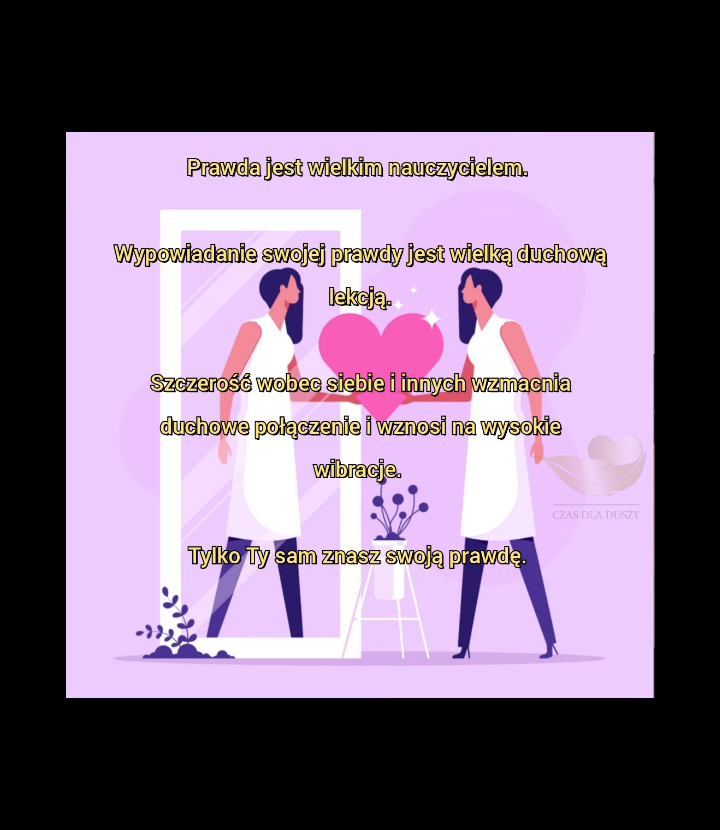 Prawda jest wielkim nauczycielem.
Wypowiadanie swojej prawdy jest wielką duchową
lekcją.
Szczerość wobec siebie i innych wzmacnia
duchowe połączenie i wznosi na wysokie
wibracje.
CZAS DLA DUSZY
Tylko Ty sam znasz swoją prawdę.